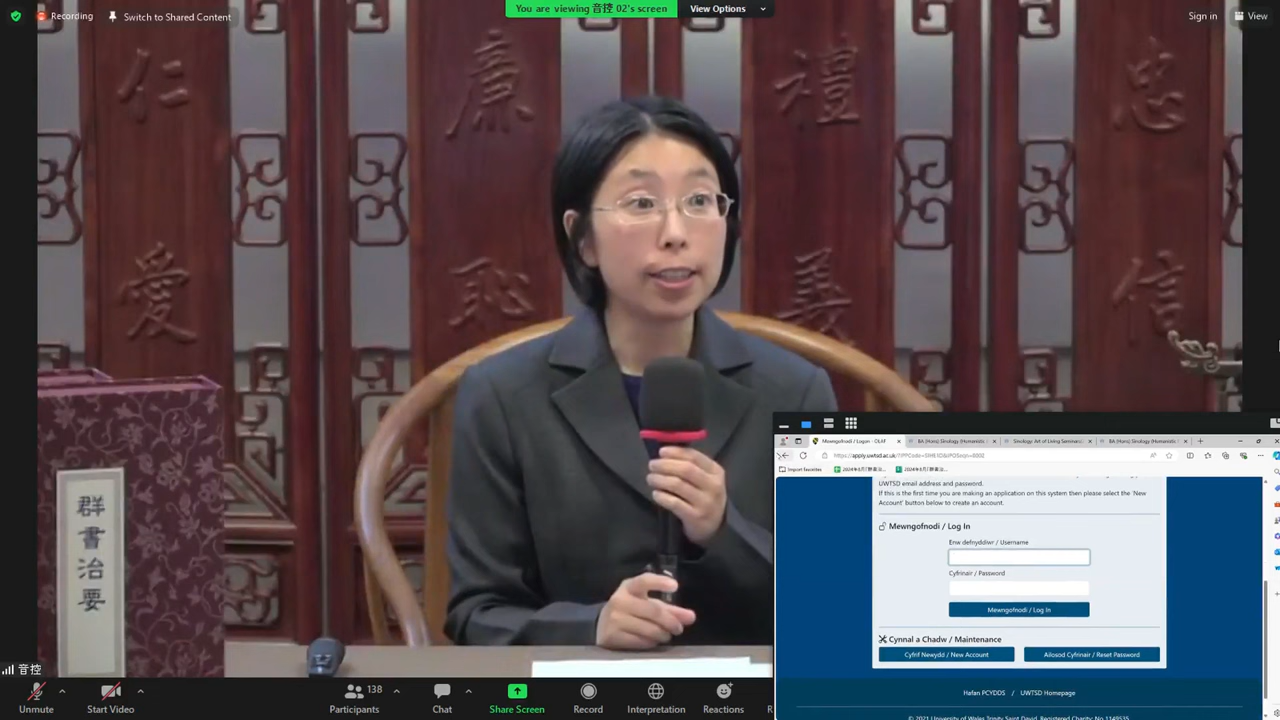 Recording
Switch to Shared Content
You are viewing 音控 02's screen
View Options
Sign in
View
仁
愛
廉
恥
禮
義
忠
信
群書治要
Mewngofnodi / Logon - OLAF
BA (Hons) Sinology (Humanistic
Sinology: Art of Living Seminar
BA (Hons) Sinology (Humanistic
Import favorites
UWTSD email address and password.
If this is the first time you are making an application on this system then please select the 'New
Account' button below to create an account.
Mewngofnodi / Log In
Enw defnyddiwr / Username
Cyfrinair / Password
Mewngofnodi / Log In
Cynnal a Chadw / Maintenance
Cyfrif Newydd / New Account
Ailosod Cyfrinair / Reset Password
Hafan PCYDDS / UWTSD Homepage
© 2021 University of Wales Trinity Saint David. Registered Charity No: 1149535
音控
Unmute
Start Video
138
Participants
Chat
Share Screen
Record
Interpretation
Reactions